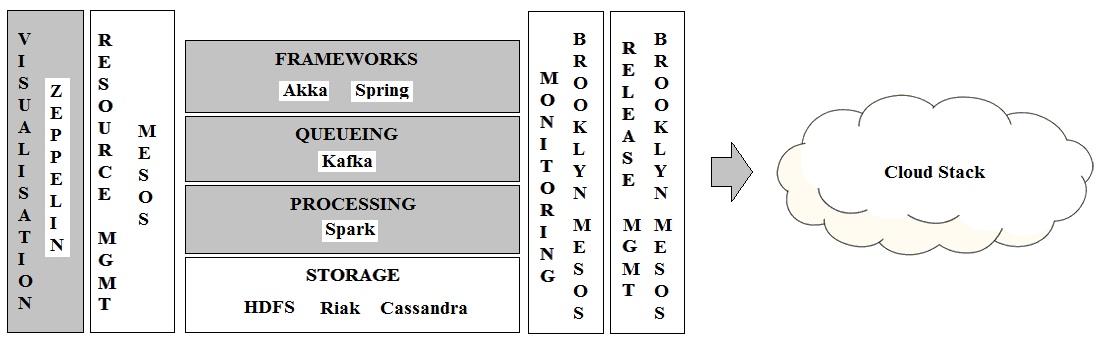 VISUALISATION
ZEPPELIN
RESOURCE MGMT
MESOS
FRAMEWORKS
Akka Spring
QUEUEING
Kafka
PROCESSING
Spark
STORAGE
HDFS Riak Cassandra
MONITORING
BROOKLYN MESOS
RELEASE MGMT
BROOKLYN MESOS
Cloud Stack